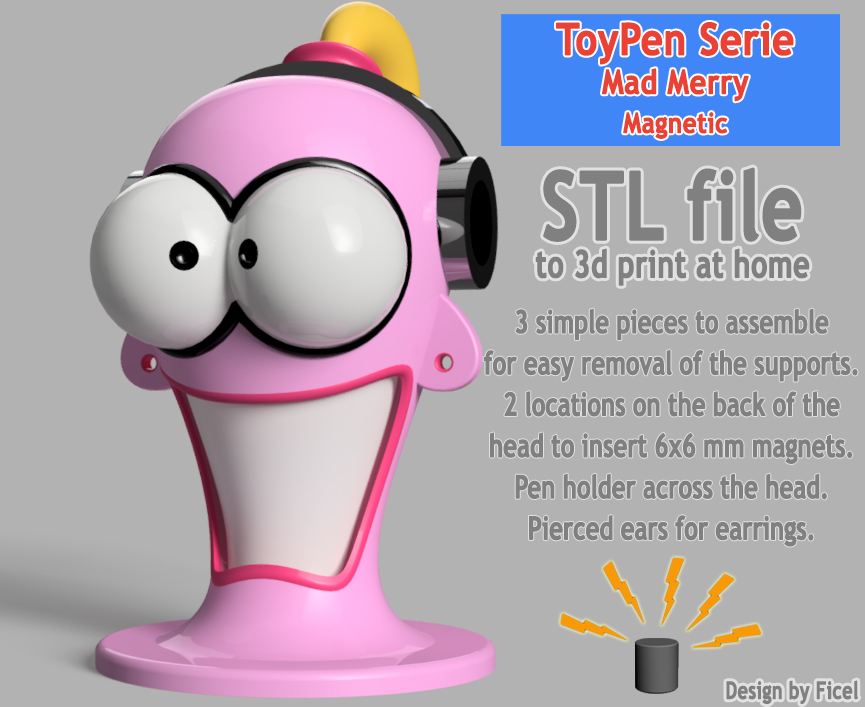 ToyPen Serie
Mad Merry
Magnetic
STL file
to 3d print at home
3 simple pieces to assemble
for easy removal of the supports.
2 locations on the back of the
head to insert 6x6 mm magnets.
Pen holder across the head.
Pierced ears for earrings.
Design by Ficel